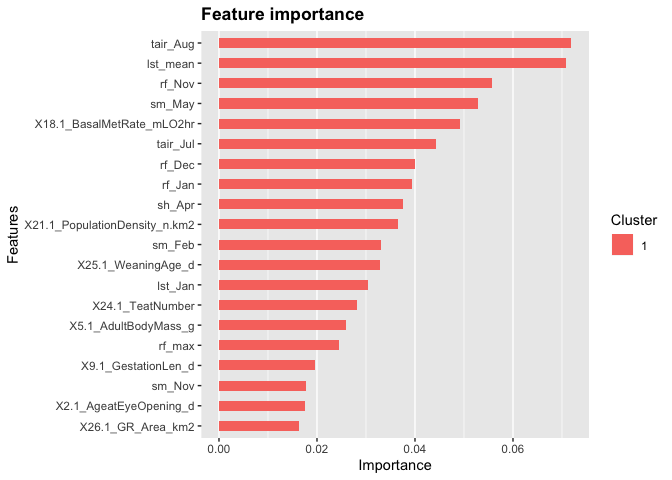 Feature importance
Features
tair_Aug
lst_mean
rf_Nov
sm_May
X18.1_BasalMetRate_mLO2hr
tair_Jul
rf_Dec
rf_Jan
sh_Apr
X21.1_PopulationDensity_n.km2
sm_Feb
X25.1_WeaningAge_d
lst_Jan
X24.1_TeatNumber
X5.1_AdultBodyMass_g
rf_max
X9.1_GestationLen_d
sm_Nov
X2.1_AgeatEyeOpening_d
X26.1_GR_Area_km2
0.00 0.02 0.04 0.06
Importance
Cluster
1